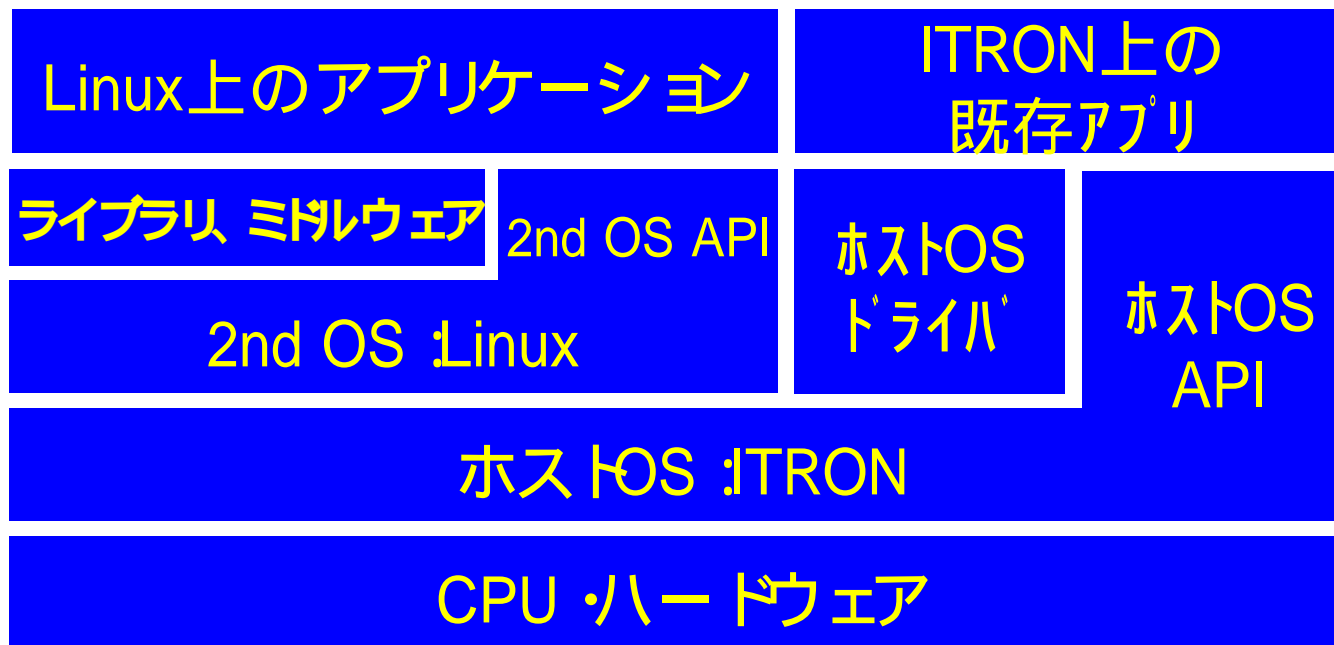 Linux上のアプリケーション
ITRON上の
既存ｱﾌﾟﾘ
ライブラリ、ミドルウェア
2nd OS API
ﾎｽﾄOS
ﾄﾞﾗｲﾊﾞ
ﾎｽﾄOS
API
2nd OS :Linux
ホストOS :ITRON
CPU・ハードウェア